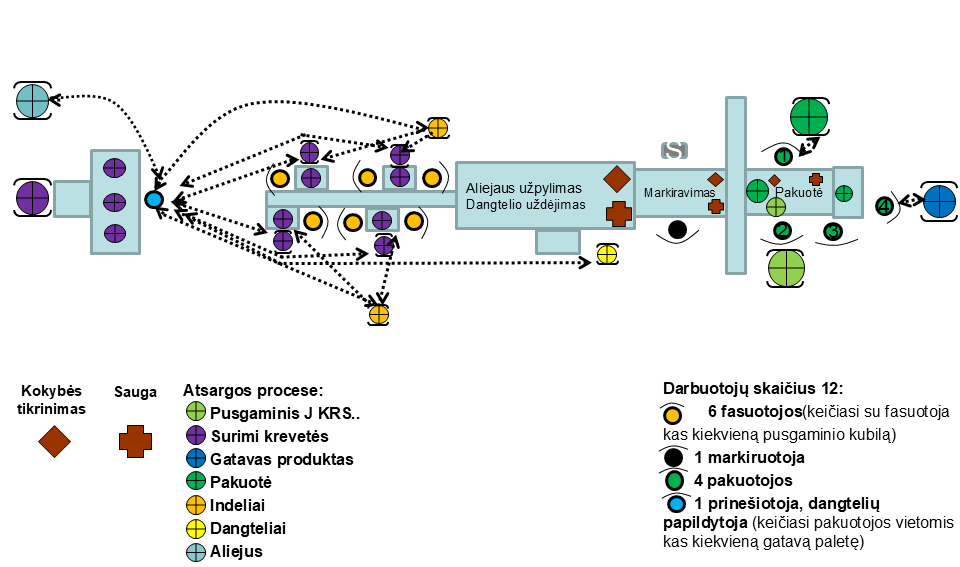 S
1
Aliejaus užpylimas
Dangtelio uždėjimas
Markiravimas
Pakuotė
4
2
3
Kokybės
tikrinimas
Sauga
Atsargos procese:
Pusgaminis J KRS..
Surimi krevetės
Gatavas produktas
Pakuotė
Indeliai
Dangteliai
Aliejus
Darbuotojų skaičius 12:
6 fasuotojos(keičiasi su fasuotoja
kas kiekvieną pusgaminio kubilą)
1 markiruotoja
4 pakuotojos
1 prinešiotoja, dangtelių
papildytoja (keičiasi pakuotojos vietomis
kas kiekvieną gatavą paletę)